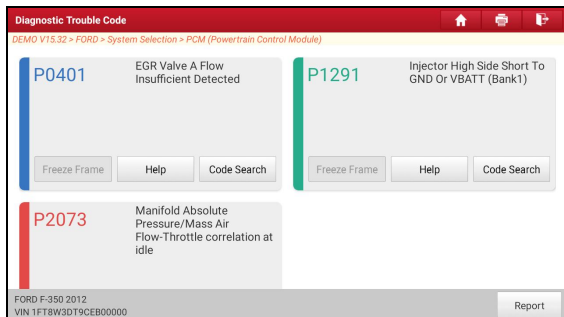 Diagnostic Trouble Code
DEMO V15.32 > FORD > System Selection > PCM (Powertrain Control Module)
P0401
EGR Valve A Flow
Insufficient Detected
Freeze Frame
Help
Code Search
P1291
Injector High Side Short To
GND Or VBATT (Bank1)
Freeze Frame
Help
Code Search
P2073
Manifold Absolute
Pressure/Mass Air
Flow-Throttle correlation at
idle
FORD F-350 2012
VIN 1FT8W3DT9CEB00000
Report